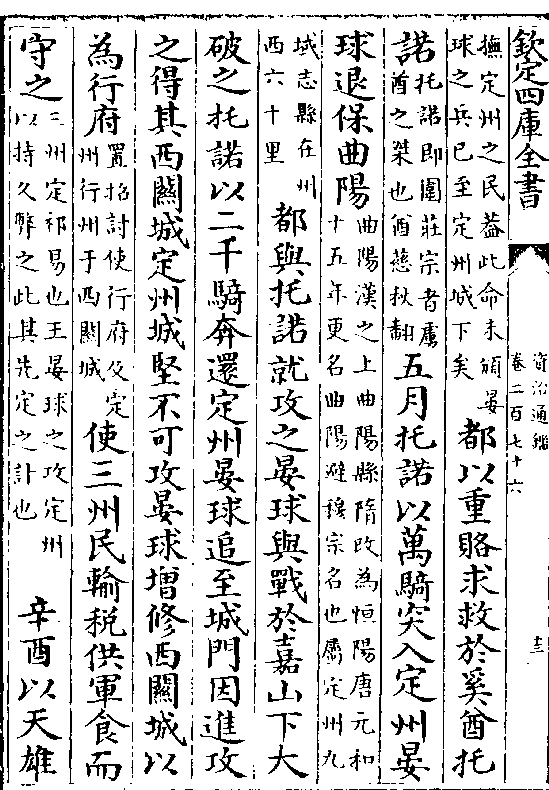 欽定四庫全書
資治通鑑
卷二百七十六
十三
撫定州之民葢此命未頒晏
球之兵已至定州城下矣
都以重賂求救於奚酋托
諾
托諾即圍莊宗者虜
酋之桀也酋慈秋翻
五月托諾以萬騎突入定州晏
球退保曲陽
曲陽漢之上曲陽縣隋改為恒陽唐元和
十五年更名曲陽避穆宗名也屬定州九
域志縣在州
西六十里
都與托諾就攻之晏球與戰於嘉山下大
破之托諾以二千騎奔還定州晏球追至城門因進攻
之得其西關城定州城堅不可攻晏球增修西關城以
為行府
置招討使行府及定
州行州于西關城
使三州民輸税供軍食而
守之
三州定祁易也王晏球之攻定州
以持久弊之此其先定之計也
辛酉以天雄